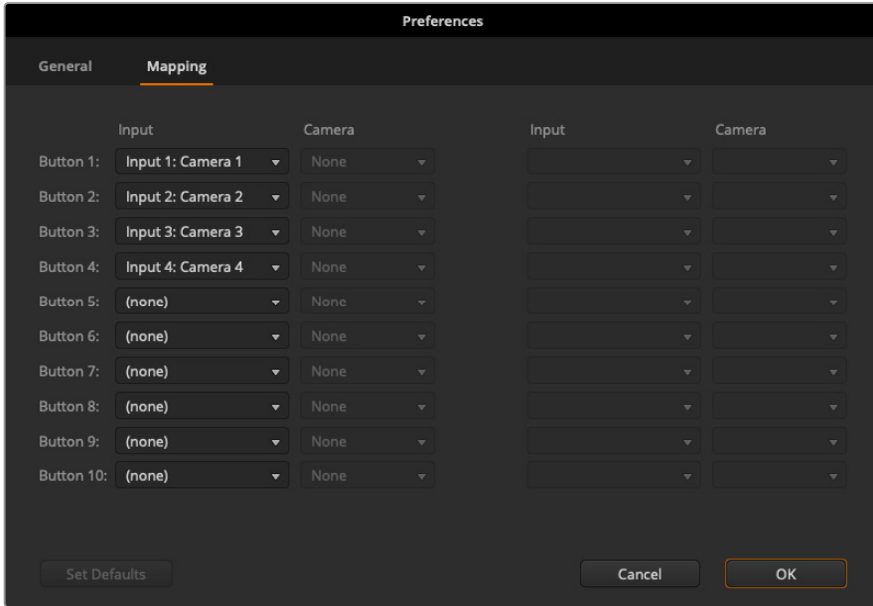 Preferences
General Mapping
Input Camera Input Camera
Button 1: Input 1: Camera 1 None
Button 2: Input 2: Camera 2 None
Button 3: Input 3: Camera 3 None
Button 4: Input 4: Camera 4 None
Button 5: (none) None
Button 6: (none) None
Button 7: (none) None
Button 8: (none) None
Button 9: (none) None
Button 10: (none) None
Set Defaults Cancel OK